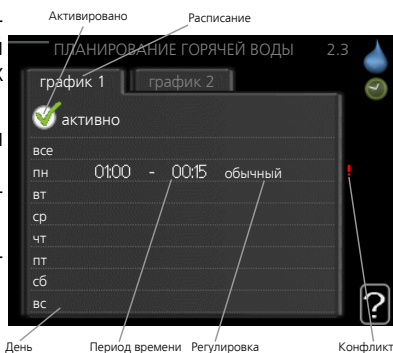 Активировано
Расписание
ПЛАНИРОВАНИЕ ГОРЯЧЕЙ ВОДЫ 2.3
график 1 график 2
активно
все
пн 01:00 - 00:15 обычный !
вт
ср
чт
пт
сб
вс
?
День Период времени Регулировка Конфликт